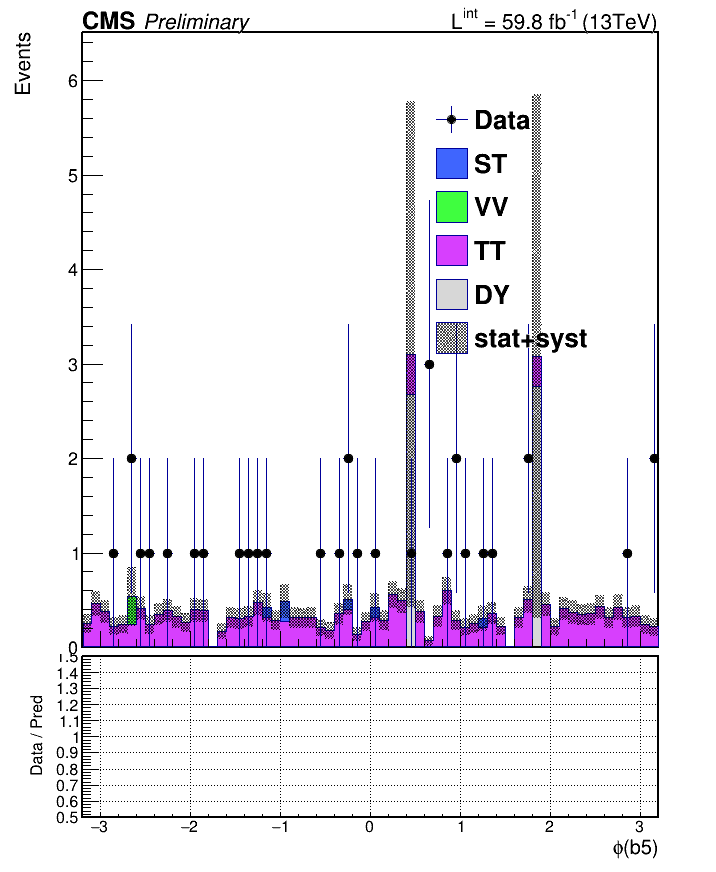 CMS Preliminary
L^int = 59.8 fb^-1 (13TeV)
Events
6
5
4
3
2
1
0
Data
ST
VV
TT
DY
stat+syst
Data / Pred
1.5
1.4
1.3
1.2
1.1
1
0.9
0.8
0.7
0.6
0.5
−3 −2 −1 0 1 2 3
ϕ(b5)